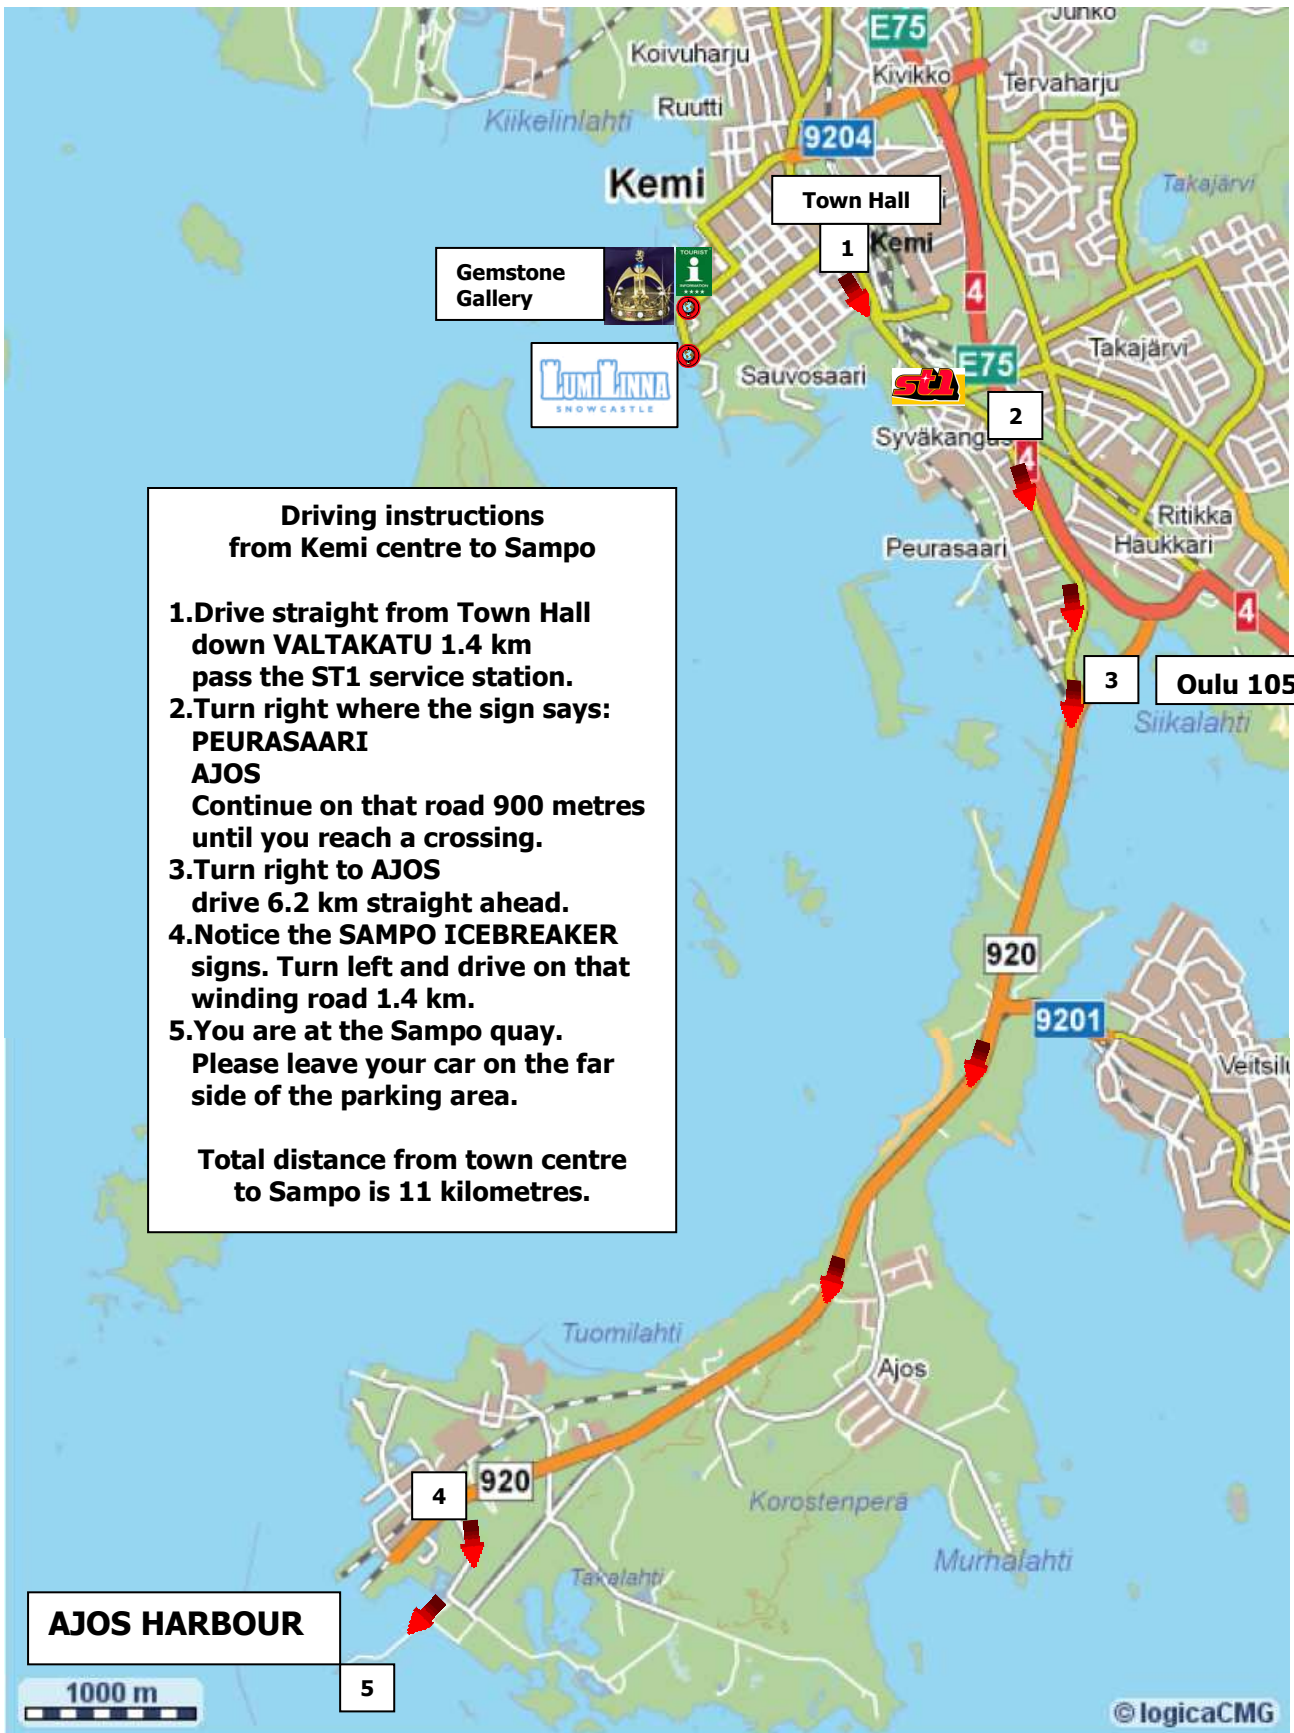 Junko
E75
Koivuharju
Kivikko
Tervaharju
Ruutti
Kiikelinlahti
9204
Kemi
Takajärvi
Town Hall
1
Kemi
Gemstone
Gallery
TOURIST
i
INFORMATION
4
LUMILINNA
SNOWCASTLE
Sauvosaari
st1
E75
Takajärvi
2
Syväkangas
4
Driving instructions
from Kemi centre to Sampo
1.Drive straight from Town Hall
down VALTAKATU 1.4 km
pass the ST1 service station.
2.Turn right where the sign says:
PEURASAARI
AJOS
Continue on that road 900 metres
until you reach a crossing.
3.Turn right to AJOS
drive 6.2 km straight ahead.
4.Notice the SAMPO ICEBREAKER
signs. Turn left and drive on that
winding road 1.4 km.
5.You are at the Sampo quay.
Please leave your car on the far
side of the parking area.
Total distance from town centre
to Sampo is 11 kilometres.
Ritikka
Haukkari
Peurasaari
4
3
Oulu 105
Siikalahti
920
9201
Veitsilu
Tuomilahti
Ajos
4
920
Korostenperä
Murhalahti
Takalahti
AJOS HARBOUR
5
1000 m
© logicaCMG